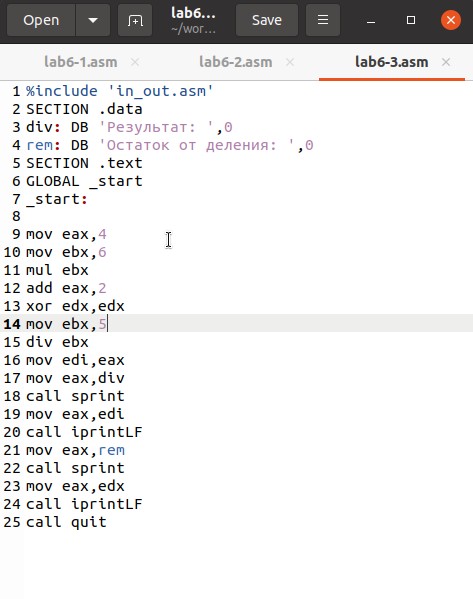 Open
lab6...
~/wor...
Save
lab6-1.asm
lab6-2.asm
lab6-3.asm
1 %include 'in_out.asm'
2 SECTION .data
3 div: DB 'Результат: ',0
4 rem: DB 'Остаток от деления: ',0
5 SECTION .text
6 GLOBAL _start
7 _start:
8
9 mov eax,4
10 mov ebx,6
11 mul ebx
12 add eax,2
13 xor edx,edx
14 mov ebx,5
15 div ebx
16 mov edi,eax
17 mov eax,div
18 call sprint
19 mov eax,edi
20 call iprintLF
21 mov eax,rem
22 call sprint
23 mov eax,edx
24 call iprintLF
25 call quit